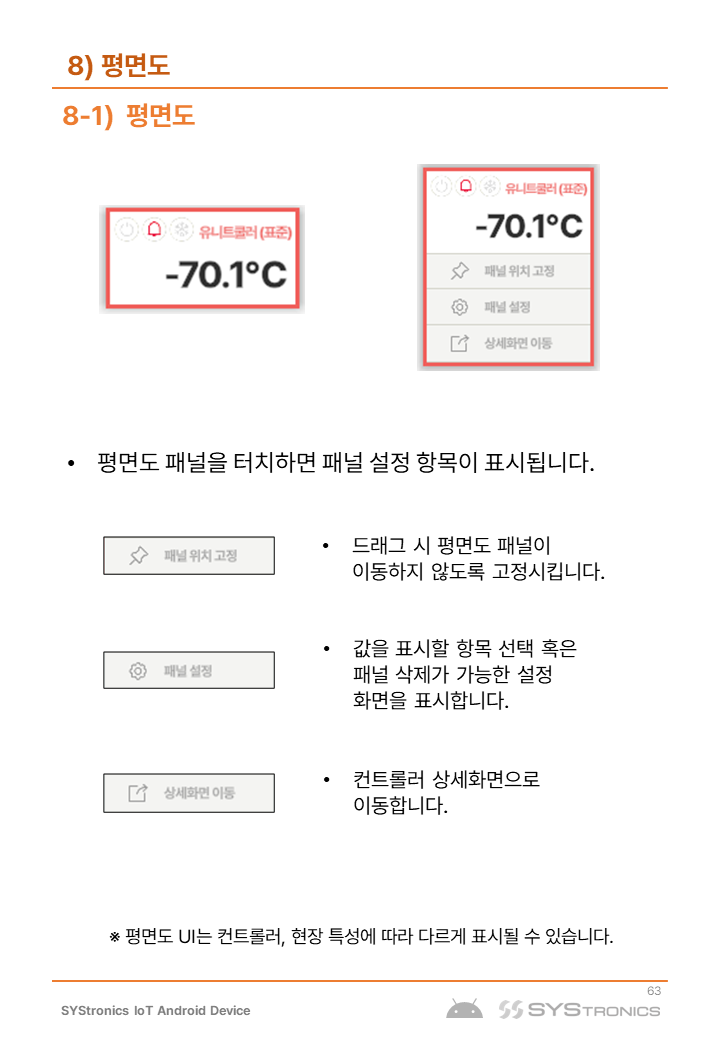 8) 평면도
8-1) 평면도
유니트쿨러 (표준)
-70.1°C
유니트쿨러 (표준)
-70.1°C
패널 위치 고정
패널 설정
상세화면 이동
• 평면도 패널을 터치하면 패널 설정 항목이 표시됩니다.
패널 위치 고정
• 드래그 시 평면도 패널이
이동하지 않도록 고정시킵니다.
패널 설정
• 값을 표시할 항목 선택 혹은
패널 삭제가 가능한 설정
화면을 표시합니다.
상세화면 이동
• 컨트롤러 상세화면으로
이동합니다.
※ 평면도 UI는 컨트롤러, 현장 특성에 따라 다르게 표시될 수 있습니다.
63
SYStronics IoT Android Device
SYSTRONICS